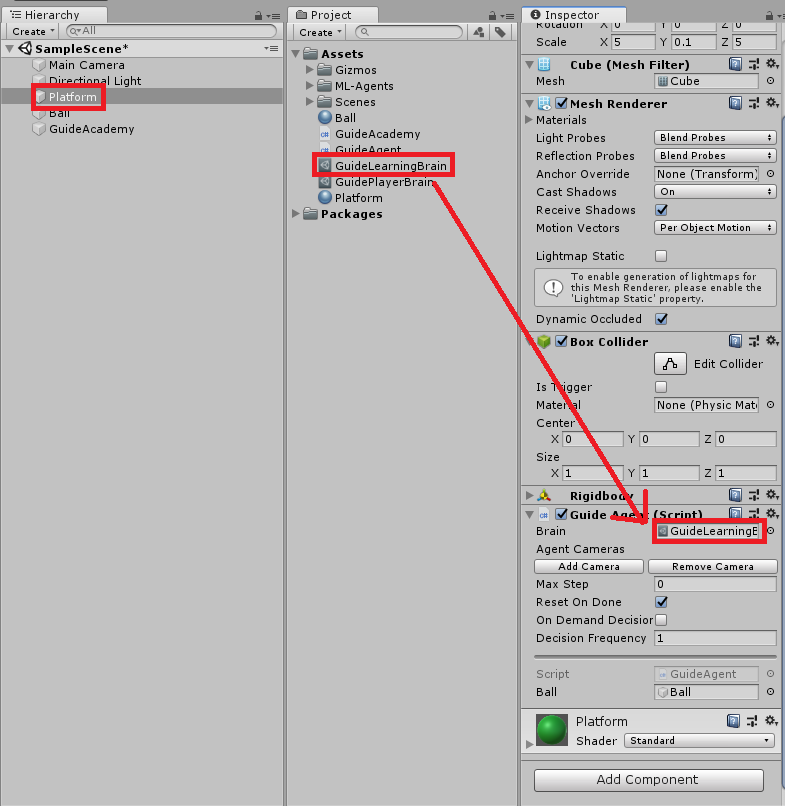 Hierarchy
Create
All
SampleScene*
Main Camera
Directional Light
Platform
Ball
GuideAcademy
Project
Create
Assets
Gizmos
ML-Agents
Scenes
Ball
GuideAcademy
GuideAgent
GuideLearningBrain
GuidePlayerBrain
Platform
Packages
Inspector
Rotation X 0 Y 0 Z 0
Scale X 5 Y 0.1 Z 5
Cube (Mesh Filter)
Mesh Cube
Mesh Renderer
Materials
Light Probes Blend Probes
Reflection Probes Blend Probes
Anchor Override None (Transform)
Cast Shadows On
Receive Shadows
Motion Vectors Per Object Motion
Lightmap Static
To enable generation of lightmaps for
this Mesh Renderer, please enable the
'Lightmap Static' property.
Dynamic Occluded
Box Collider
Edit Collider
Is Trigger
Material None (Physic Mate
Center
X 0 Y 0 Z 0
Size
X 1 Y 1 Z 1
Rigidbody
Guide Agent (Script)
Brain GuideLearningB
Agent Cameras
Add Camera Remove Camera
Max Step 0
Reset On Done
On Demand Decision
Decision Frequency 1
Script GuideAgent
Ball Ball
Platform
Shader Standard
Add Component